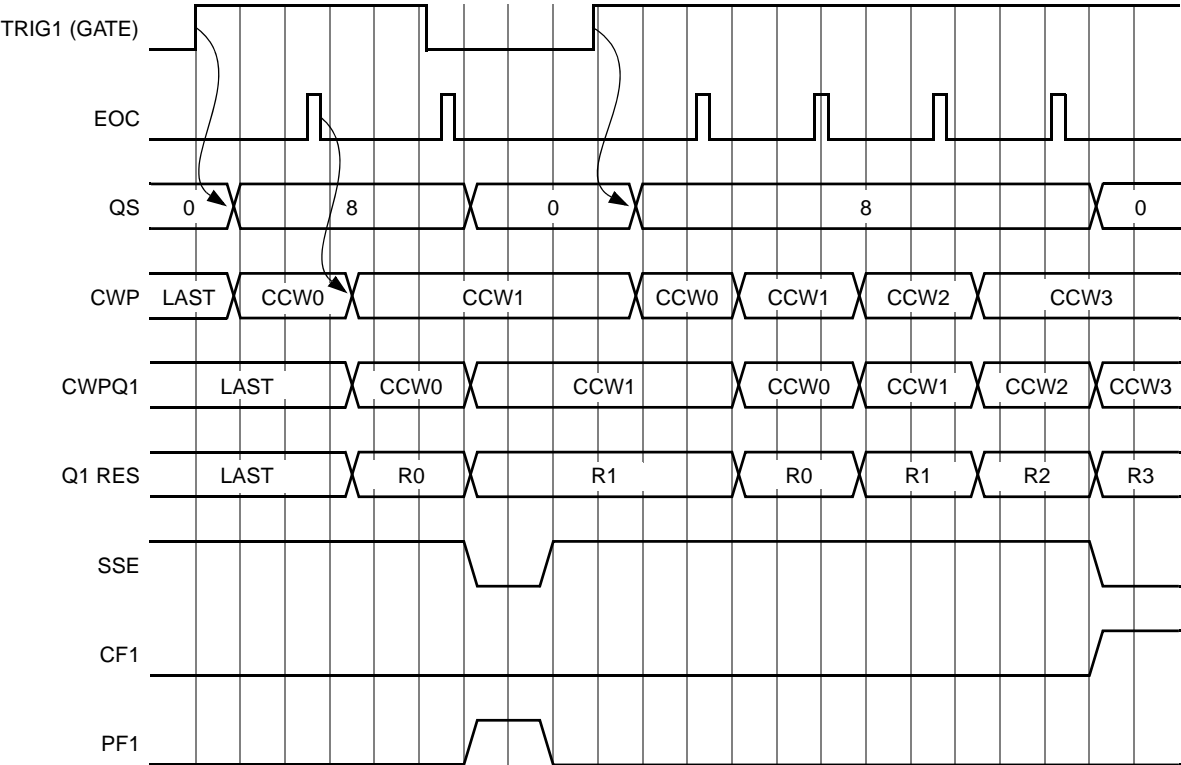 TRIG1 (GATE)
EOC
QS 0 8 0 8 0
CWP LAST CCW0 CCW1 CCW0 CCW1 CCW2 CCW3
CWPQ1 LAST CCW0 CCW1 CCW0 CCW1 CCW2 CCW3
Q1 RES LAST R0 R1 R0 R1 R2 R3
SSE
CF1
PF1